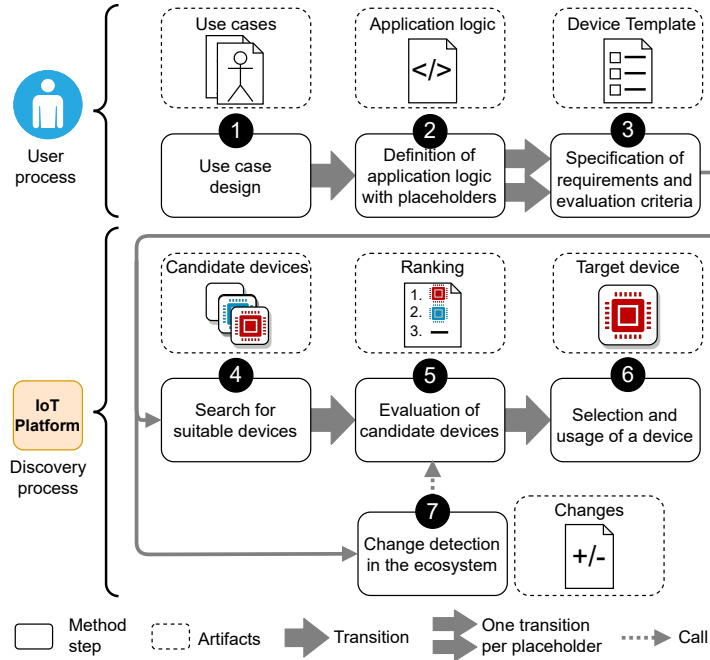 Use cases
Application logic
Device Template
</>
User
process
1
Use case
design
2
Definition of
application logic
with placeholders
3
Specification of
requirements and
evaluation criteria
Candidate devices
Ranking
1.
2.
3.
Target device
IoT
Platform
Discovery
process
4
Search for
suitable devices
5
Evaluation of
candidate devices
6
Selection and
usage of a device
7
Change detection
in the ecosystem
Changes
+/-
Method
step
Artifacts
Transition
One transition
per placeholder
Call